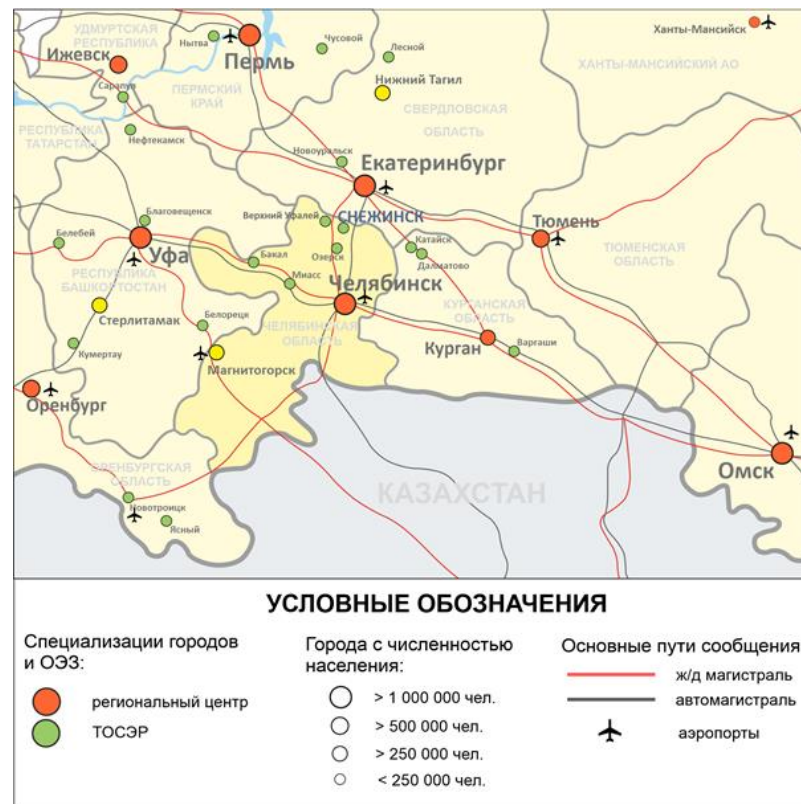 УДМУРТСКАЯ
РЕСПУБЛИКА
Нытва
Пермь
Чусовой
Лесной
Ханты-Мансийск
Ижевск
Сарапул
ПЕРМСКИЙ
КРАЙ
Нижний Тагил
ХАНТЫ-МАНСИЙСКИЙ АО
СВЕРДЛОВСКАЯ
ОБЛАСТЬ
РЕСПУБЛИКА
ТАТАРСТАН
Нефтекамск
Новоуральск
Екатеринбург
Благовещенск
Верхний Уфалей
СНЕЖИНСК
Тюмень
Белебей
Уфа
Бакал
Озерск
Катайск
Далматово
ТЮМЕНСКАЯ
ОБЛАСТЬ
РЕСПУБЛИКА
БАШКОРТОСТАН
Миасс
Челябинск
КУРГАНСКАЯ
ОБЛАСТЬ
Стерлитамак
Белорецк
ЧЕЛЯБИНСКАЯ
ОБЛАСТЬ
Курган
Варгаши
Кумертау
Магнитогорск
Оренбург
Омск
ОРЕНБУРГСКАЯ
ОБЛАСТЬ
КАЗАХСТАН
Новотроицк
Ясный
УСЛОВНЫЕ ОБОЗНАЧЕНИЯ
Специализации городов
и ОЭЗ:
региональный центр
ТОСЭР
Города с численностью
населения:
> 1 000 000 чел.
> 500 000 чел.
> 250 000 чел.
< 250 000 чел.
Основные пути сообщения
ж/д магистраль
автомагистраль
аэропорты